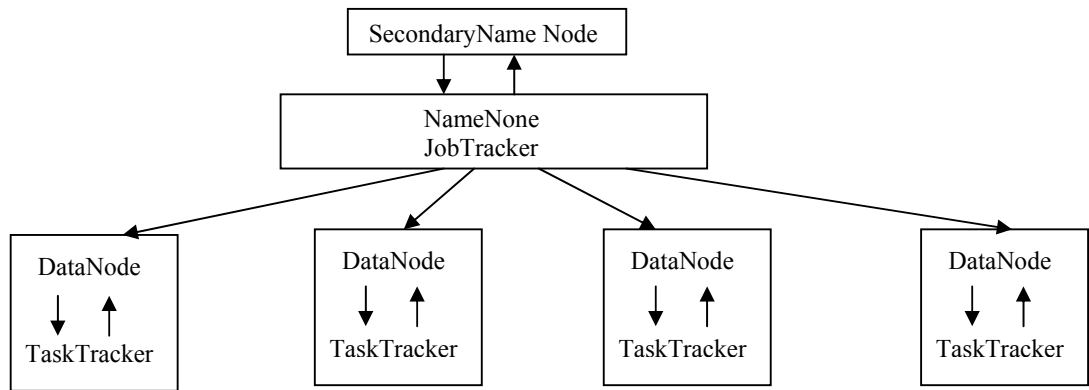 SecondaryName Node
NameNone
JobTracker
DataNode
TaskTracker
DataNode
TaskTracker
DataNode
TaskTracker
DataNode
TaskTracker